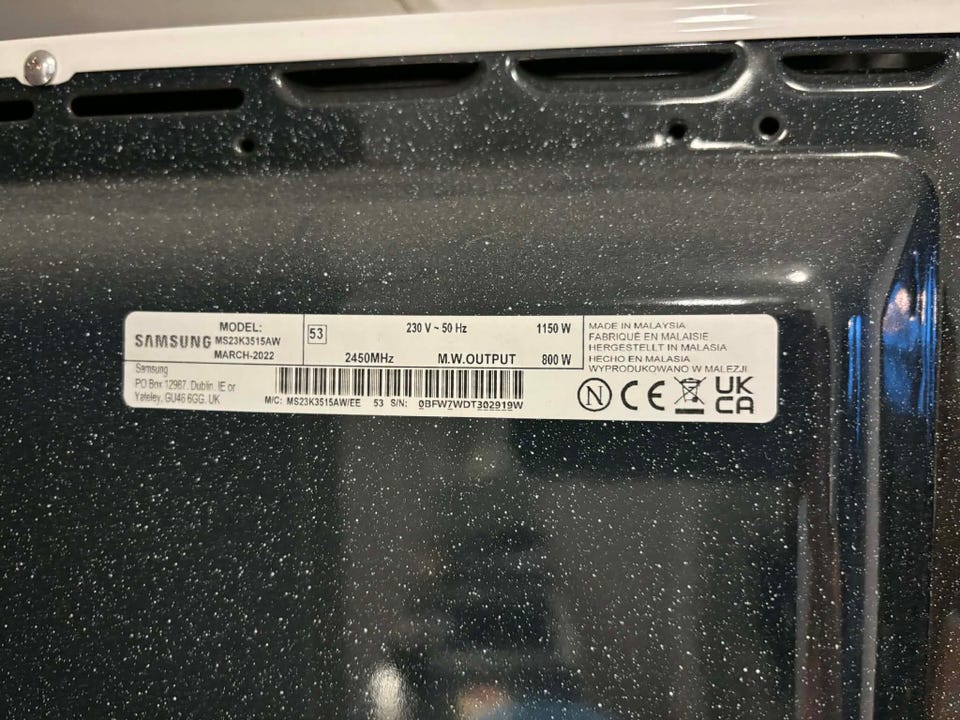 SAMSUNG
MODEL:
MS23K3515AW
MARCH-2022
Samsung
PO Box 12987, Dublin. IE or
Yateley, GU46 6GG. UK
53
230 V ~ 50 Hz
1150 W
2450MHz
M.W.OUTPUT
800 W
M/C: MS23K3515AW/EE 53 S/N: 0BFW7WDT302919W
MADE IN MALAYSIA
FABRIQUÉ EN MALAISIE
HERGESTELLT IN MALASIA
HECHO EN MALASIA
WYPRODUKOWANO W MALEZJI
N
CE
UK
CA